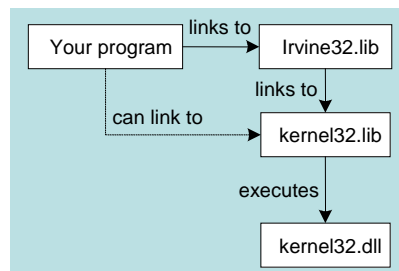 links to
Your program
Irvine32.lib
links to
can link to
kernel32.lib
executes
kernel32.dll